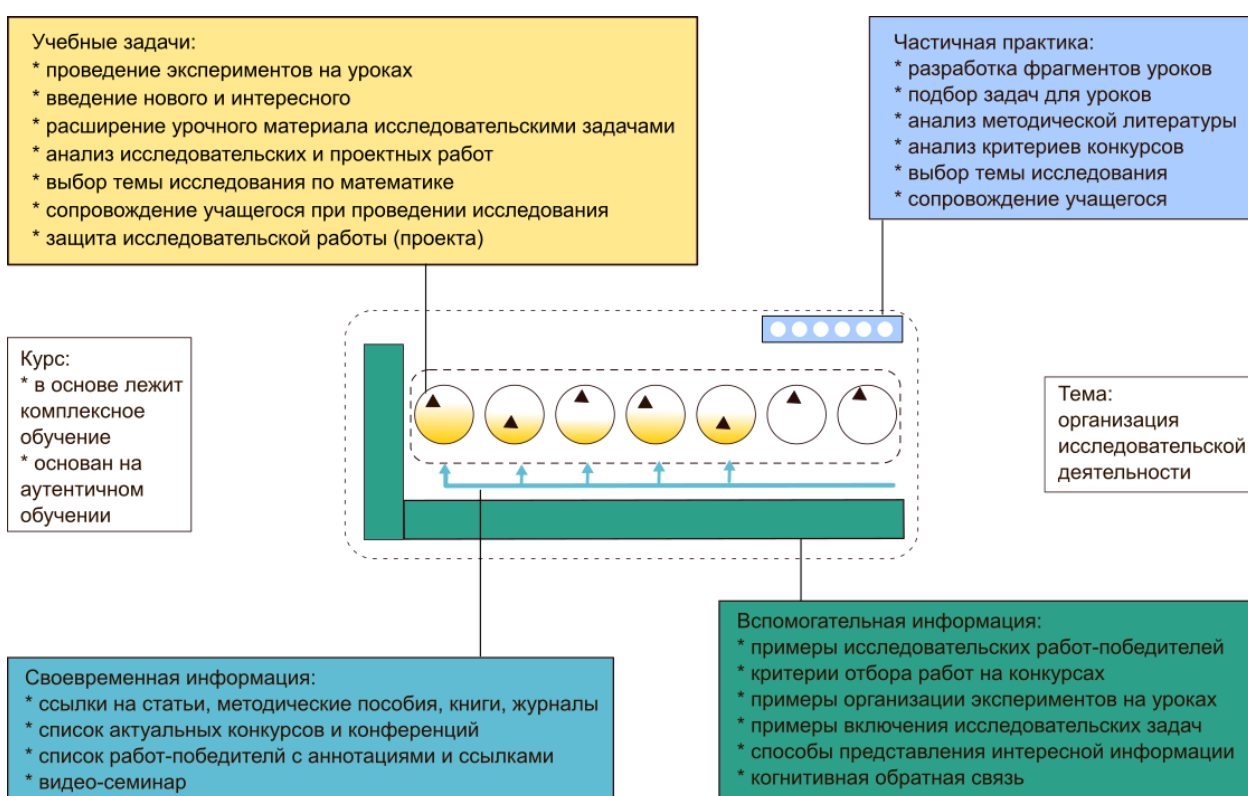 Учебные задачи:
* проведение экспериментов на уроках
* введение нового и интересного
* расширение урочного материала исследовательскими задачами
* анализ исследовательских и проектных работ
* выбор темы исследования по математике
* сопровождение учащегося при проведении исследования
* защита исследовательской работы (проекта)
Частичная практика:
* разработка фрагментов уроков
* подбор задач для уроков
* анализ методической литературы
* анализ критериев конкурсов
* выбор темы исследования
* сопровождение учащегося
Курс:
* в основе лежит
комплексное
обучение
* основан на
аутентичном
обучении
Тема:
организация
исследовательской
деятельности
Своевременная информация:
* ссылки на статьи, методические пособия, книги, журналы
* список актуальных конкурсов и конференций
* список работ-победителй с аннотациями и ссылками
* видео-семинар
Вспомогательная информация:
* примеры исследовательских работ-победителей
* критерии отбора работ на конкурсах
* примеры организации экспериментов на уроках
* примеры включения исследовательских задач
* способы представления интересной информации
* когнитивная обратная связь